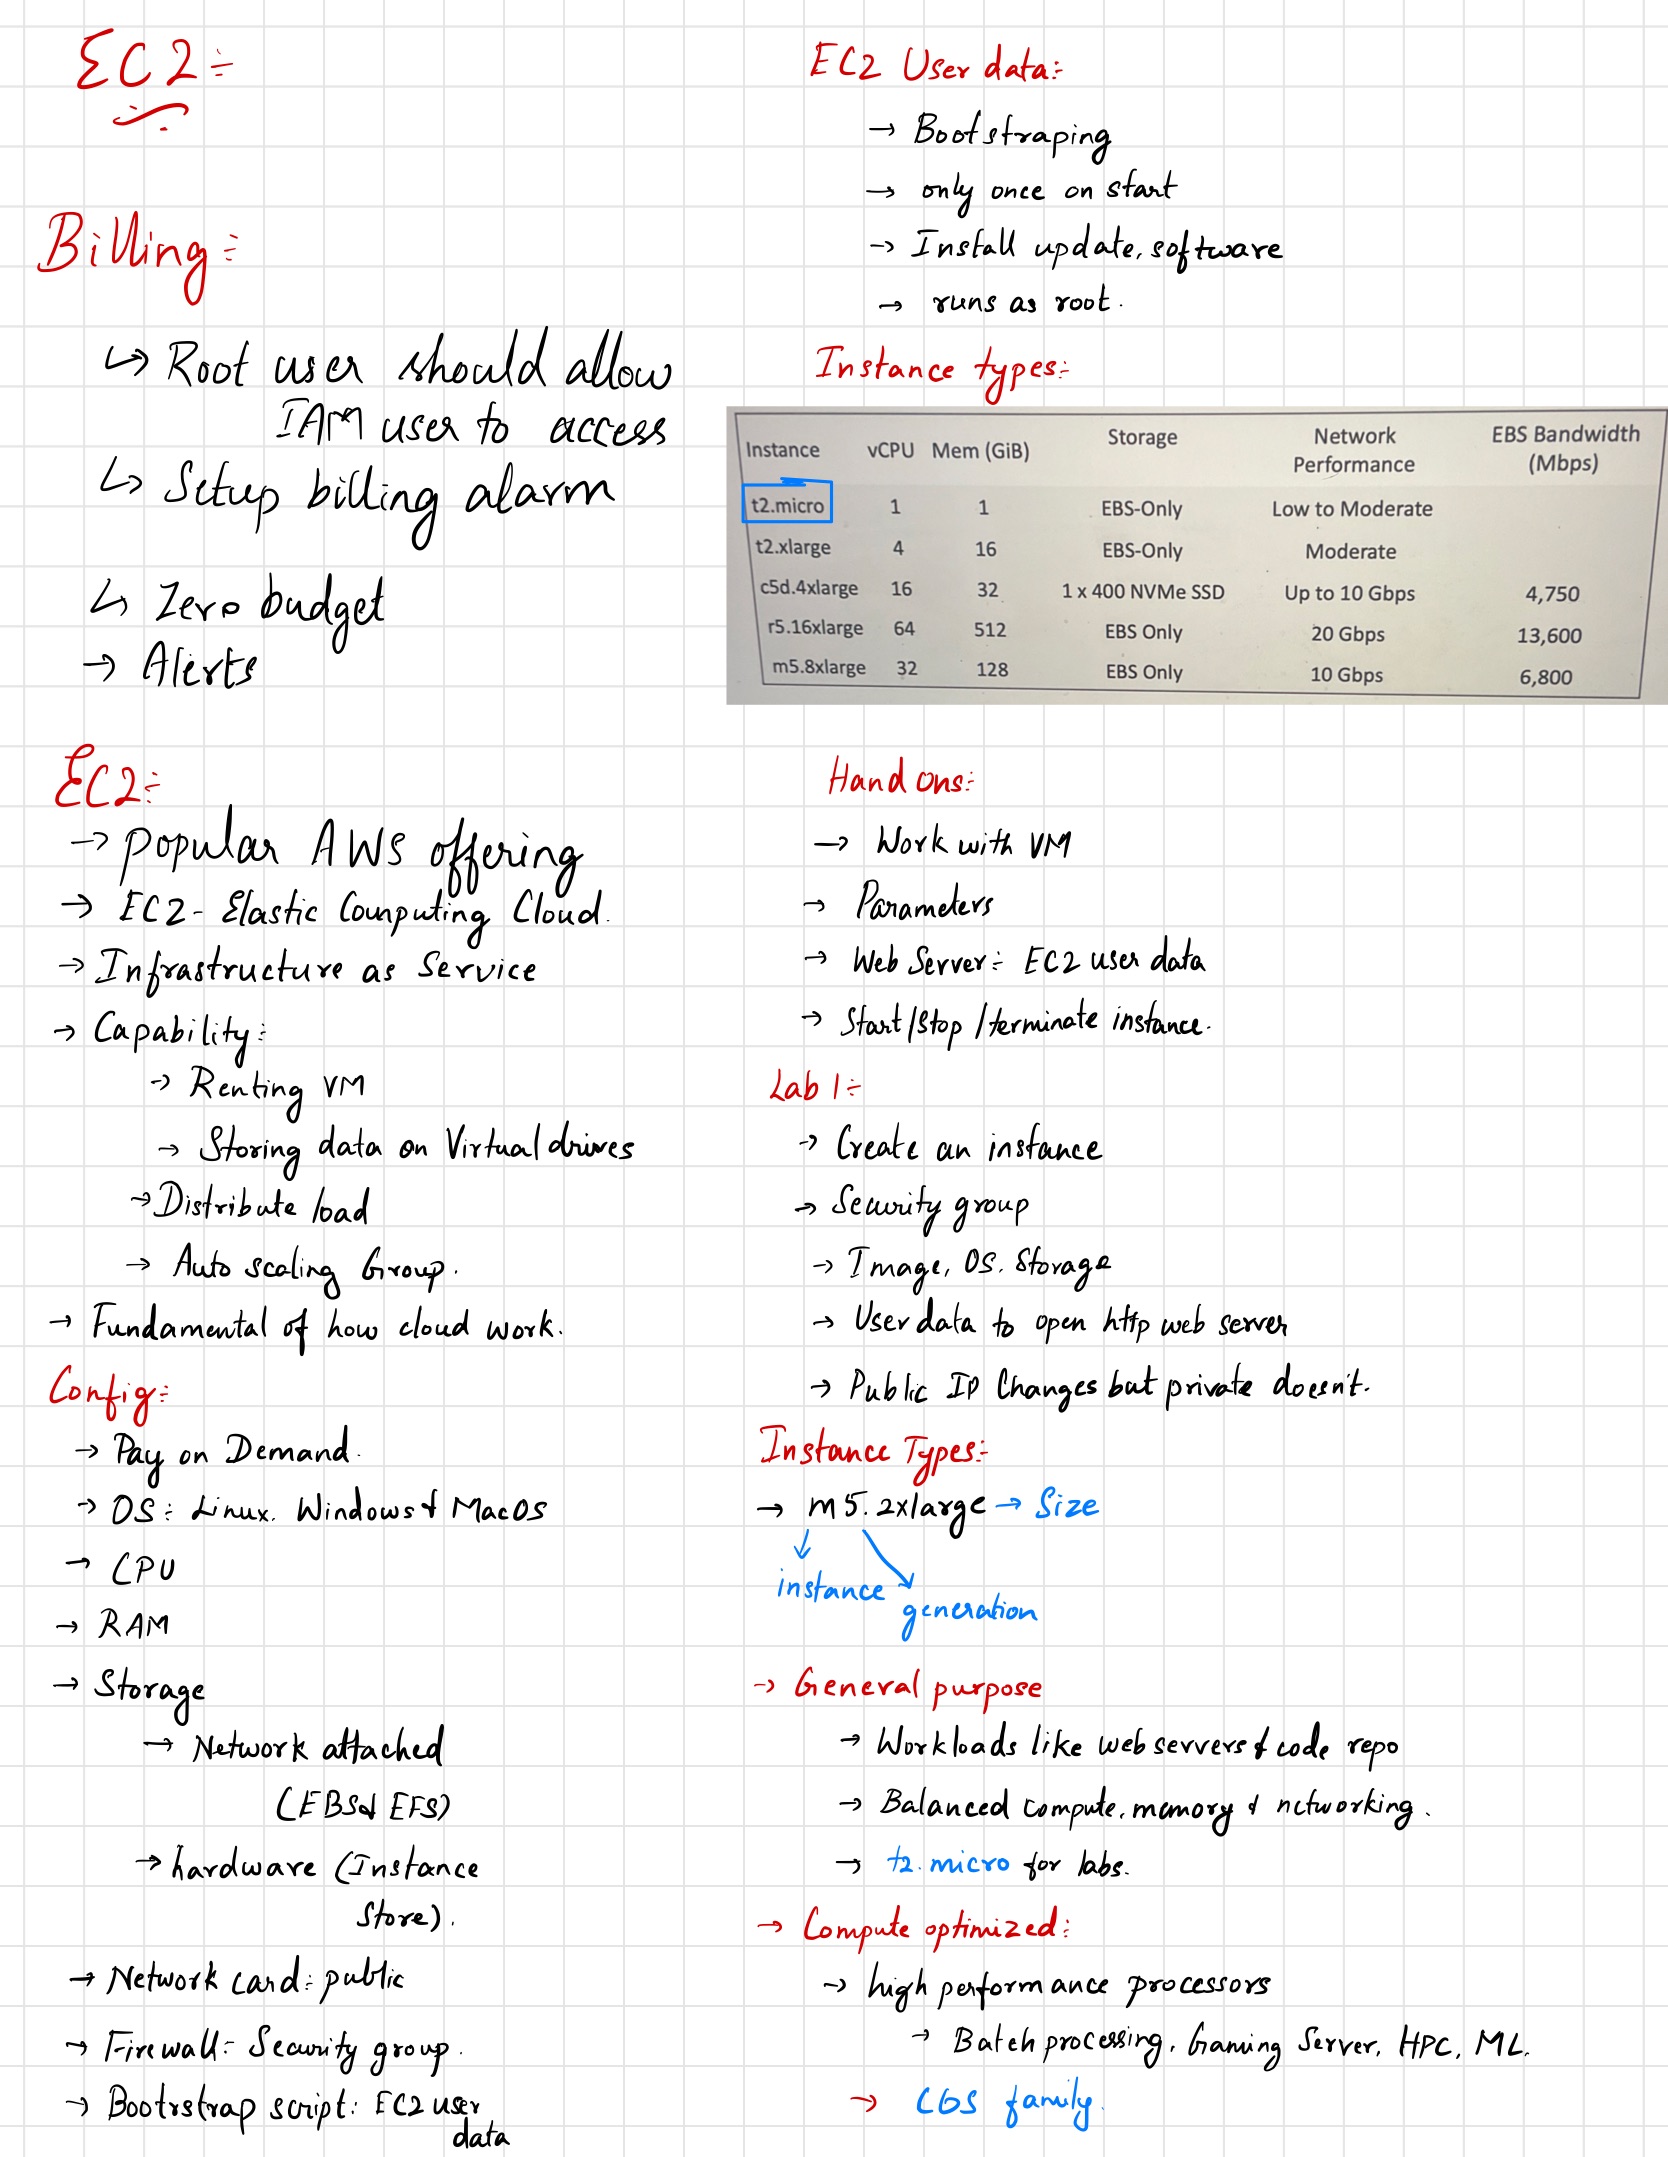 EC2:
Billing:
↳ Root user should allow
IAM user to access
↳ Setup billing alarm
↳ Zero budget
→ Alerts
EC2:
→ popular AWS offering
→ EC2 - Elastic Computing Cloud.
→ Infrastructure as Service
→ Capability:
→ Renting VM
→ Storing data on Virtual drives
→ Distribute load
→ Auto scaling Group.
→ Fundamental of how cloud work.
Config:
→ Pay on Demand.
→ OS: Linux, Windows & MacOS
→ CPU
→ RAM
→ Storage
→ Network attached
(EBS & EFS)
→ hardware (Instance
Store).
→ Network card: public
→ Firewall: Security group.
→ Bootrstrap script: EC2 user
data
EC2 User data:
→ Bootstraping
→ only once on start
→ Install update, software
→ runs as root.
Instance types:
Instance vCPU Mem (GiB) Storage Network Performance EBS Bandwidth (Mbps)
t2.micro 1 1 EBS-Only Low to Moderate
t2.xlarge 4 16 EBS-Only Moderate
c5d.4xlarge 16 32 1 x 400 NVMe SSD Up to 10 Gbps 4,750
r5.16xlarge 64 512 EBS Only 20 Gbps 13,600
m5.8xlarge 32 128 EBS Only 10 Gbps 6,800
Hand ons:
→ Work with VM
→ Parameters
→ Web Server: EC2 user data
→ Start/Stop/terminate instance.
Lab 1:
→ Create an instance
→ Security group
→ Image, OS, Storage
→ User data to open http web server
→ Public IP Changes but private doesn't.
Instance Types:
→ m5.2xlarge → Size
instance
generation
→ General purpose
→ Workloads like web servers & code repo
→ Balanced compute, memory & networking.
→ t2.micro for labs.
→ Compute optimized:
→ high performance processors
→ Batch processing, Gaming Server, HPC, ML.
→ family.